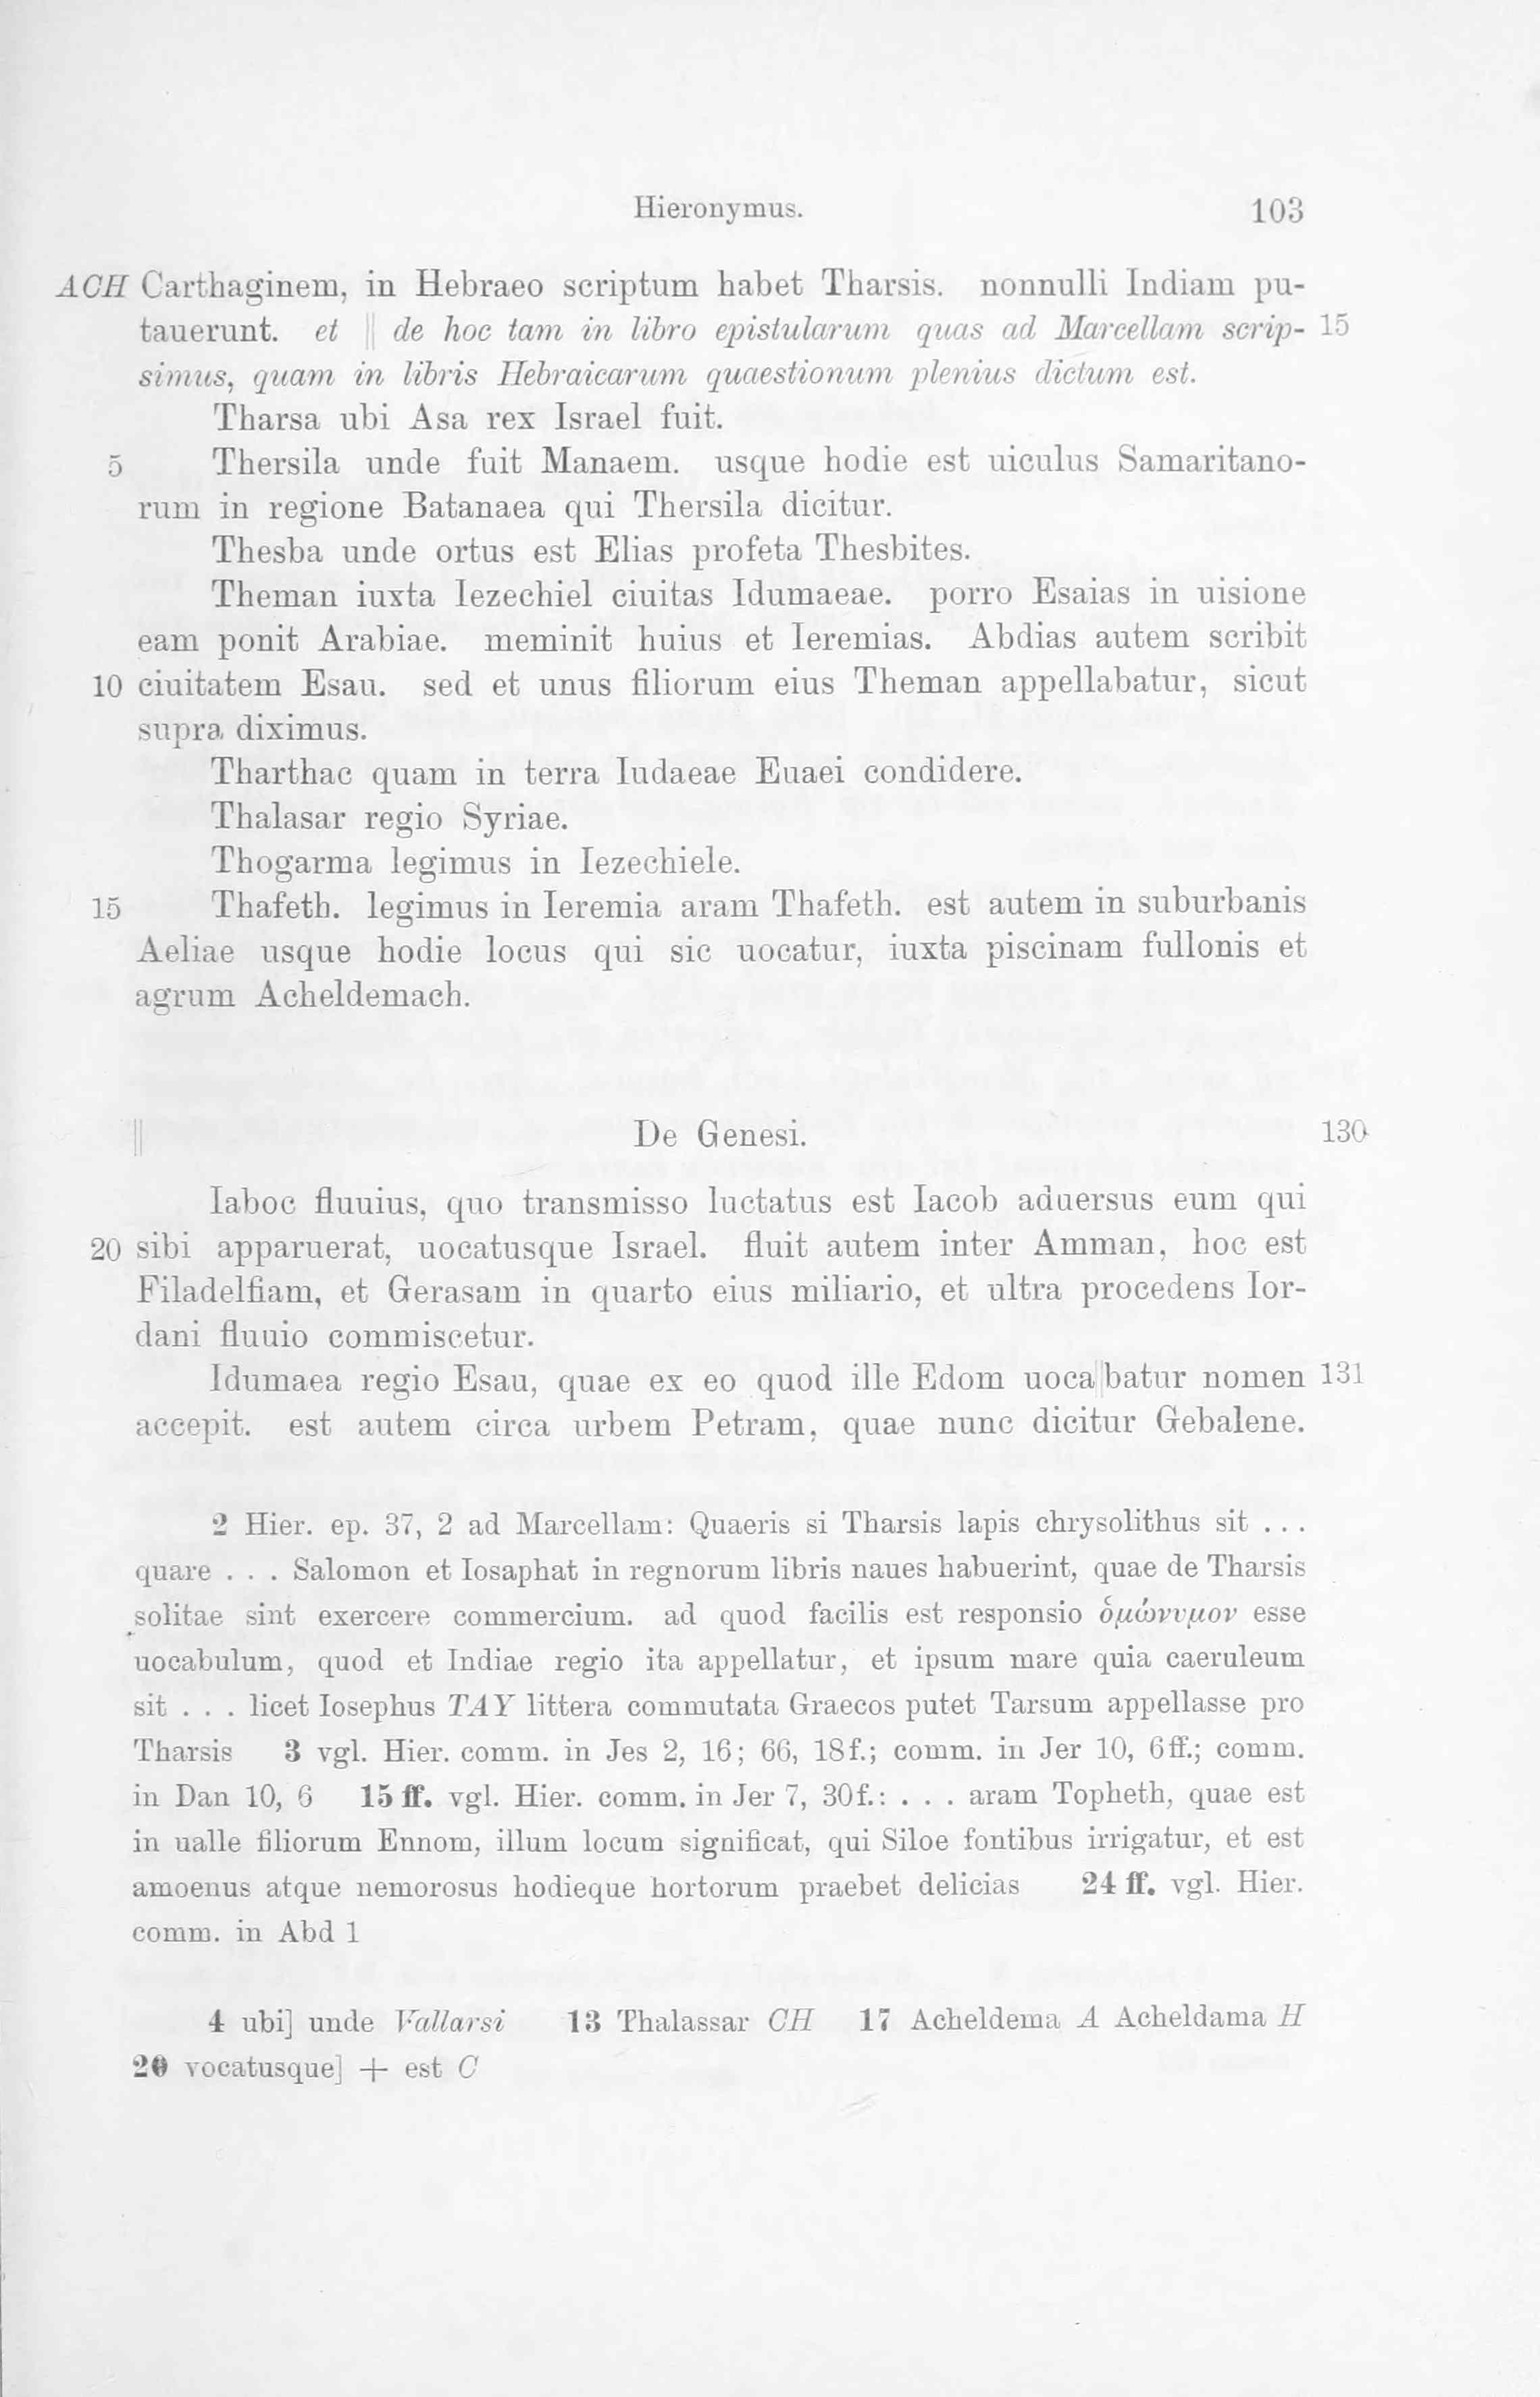 Hieronymus. 103
ACH Carthaginem, in Hebraeo scriptum habet Tharsis. nonnulli Indiam pu-
tauerunt. et || de hoc tam in libro epistularum quas ad Marcellam scrip- 15
simus, quam in libris Hebraicarum quaestionum plenius dictum est.
Tharsa ubi Asa rex Israel fuit.
5 Thersila unde fuit Manaem. usque hodie est uiculus Samaritano-
rum in regione Batanaea qui Thersila dicitur.
Thesba unde ortus est Elias profeta Thesbites.
Theman iuxta Iezechiel ciuitas Idumaeae. porro Esaias in uisione
eam ponit Arabiae. meminit huius et Ieremias. Abdias autem scribit
10 ciuitatem Esau. sed et unus filiorum eius Theman appellabatur, sicut
supra diximus.
Tharthac quam in terra Iudaeae Euaei condidere.
Thalasar regio Syriae.
Thogarma legimus in Iezechiele.
15 Thafeth. legimus in Ieremia aram Thafeth. est autem in suburbanis
Aeliae usque hodie locus qui sic uocatur, iuxta piscinam fullonis et
agrum Acheldemach.
|| De Genesi. 130
Iaboc fluuius, quo transmisso luctatus est Iacob aduersus eum qui
20 sibi apparuerat, uocatusque Israel. fluit autem inter Amman, hoc est
Filadelfiam, et Gerasam in quarto eius miliario, et ultra procedens Ior-
dani fluuio commiscetur.
Idumaea regio Esau, quae ex eo quod ille Edom uoca||batur nomen 131
accepit. est autem circa urbem Petram, quae nunc dicitur Gebalene.
2 Hier. ep. 37, 2 ad Marcellam: Quaeris si Tharsis lapis chrysolithus sit . . .
quare . . . Salomon et Iosaphat in regnorum libris naues habuerint, quae de Tharsis
solitae sint exercere commercium. ad quod facilis est responsio ὁμώνυμον esse
uocabulum, quod et Indiae regio ita appellatur, et ipsum mare quia caeruleum
sit . . . licet Iosephus ΤΑΥ littera commutata Graecos putet Tarsum appellasse pro
Tharsis 3 vgl. Hier. comm. in Jes 2, 16; 66, 18f.; comm. in Jer 10, 6ff.; comm.
in Dan 10, 6 15 ff. vgl. Hier. comm. in Jer 7, 30f.: . . . aram Topheth, quae est
in ualle filiorum Ennom, illum locum significat, qui Siloe fontibus irrigatur, et est
amoenus atque nemorosus hodieque hortorum praebet delicias 24 ff. vgl. Hier.
comm. in Abd 1
4 ubi] unde Vallarsi 13 Thalassar CH 17 Acheldema A Acheldama H
20 vocatusque] + est C